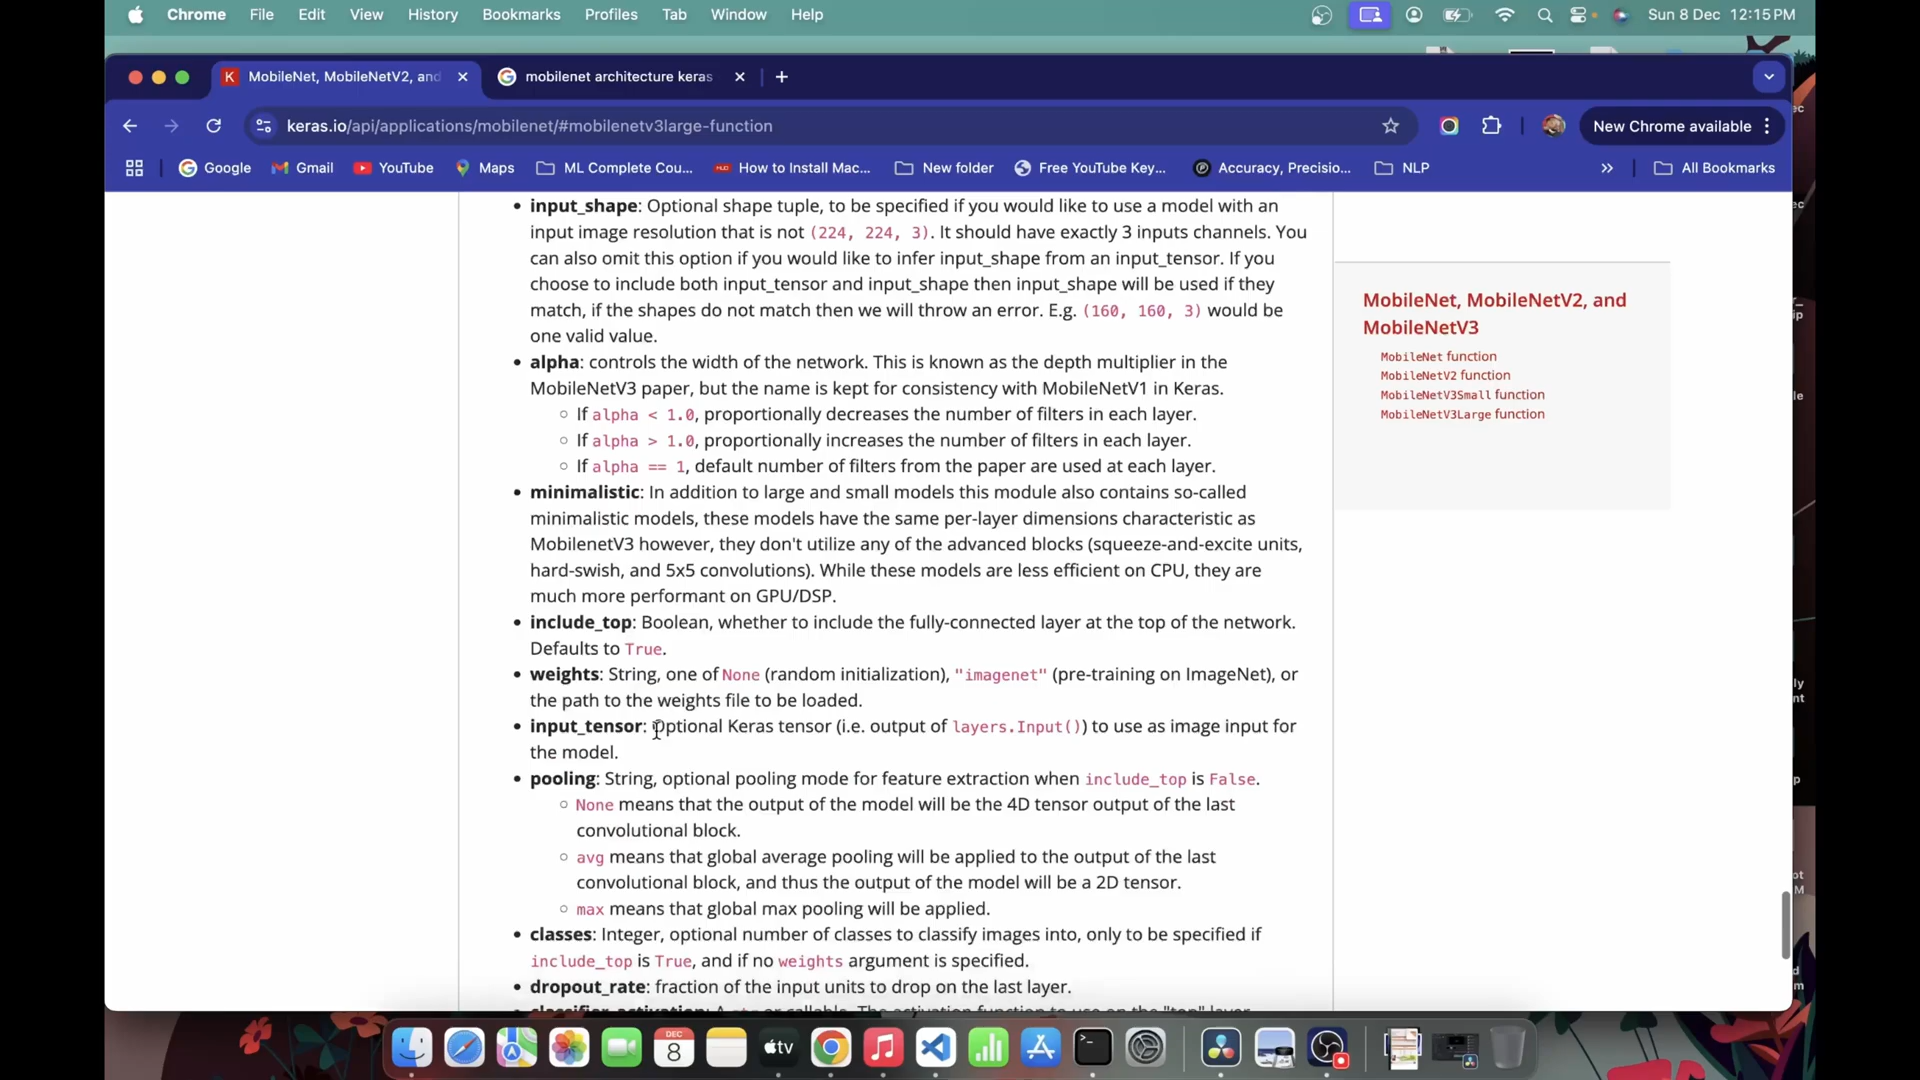 Chrome File Edit View History Bookmarks Profiles Tab Window Help Sun 8 Dec 12:15 PM
K MobileNet, MobileNetV2, and mobilenet architecture keras
keras.io/api/applications/mobilenet/#mobilenetv3large-function New Chrome available
Google Gmail YouTube Maps ML Complete Cou... How to Install Mac... New folder Free YouTube Key... Accuracy, Precisio... NLP » All Bookmarks
• input_shape: Optional shape tuple, to be specified if you would like to use a model with an
input image resolution that is not (224, 224, 3). It should have exactly 3 inputs channels. You
can also omit this option if you would like to infer input_shape from an input_tensor. If you
choose to include both input_tensor and input_shape then input_shape will be used if they
match, if the shapes do not match then we will throw an error. E.g. (160, 160, 3) would be
one valid value.
• alpha: controls the width of the network. This is known as the depth multiplier in the
MobileNetV3 paper, but the name is kept for consistency with MobileNetV1 in Keras.
○ If alpha < 1.0, proportionally decreases the number of filters in each layer.
○ If alpha > 1.0, proportionally increases the number of filters in each layer.
○ If alpha == 1, default number of filters from the paper are used at each layer.
• minimalistic: In addition to large and small models this module also contains so-called
minimalistic models, these models have the same per-layer dimensions characteristic as
MobilenetV3 however, they don't utilize any of the advanced blocks (squeeze-and-excite units,
hard-swish, and 5x5 convolutions). While these models are less efficient on CPU, they are
much more performant on GPU/DSP.
• include_top: Boolean, whether to include the fully-connected layer at the top of the network.
Defaults to True.
• weights: String, one of None (random initialization), "imagenet" (pre-training on ImageNet), or
the path to the weights file to be loaded.
• input_tensor: Optional Keras tensor (i.e. output of layers.Input()) to use as image input for
the model.
• pooling: String, optional pooling mode for feature extraction when include_top is False.
○ None means that the output of the model will be the 4D tensor output of the last
convolutional block.
○ avg means that global average pooling will be applied to the output of the last
convolutional block, and thus the output of the model will be a 2D tensor.
○ max means that global max pooling will be applied.
• classes: Integer, optional number of classes to classify images into, only to be specified if
include_top is True, and if no weights argument is specified.
• dropout_rate: fraction of the input units to drop on the last layer.
MobileNet, MobileNetV2, and
MobileNetV3
MobileNet function
MobileNetV2 function
MobileNetV3Small function
MobileNetV3Large function
DEC
8
tv